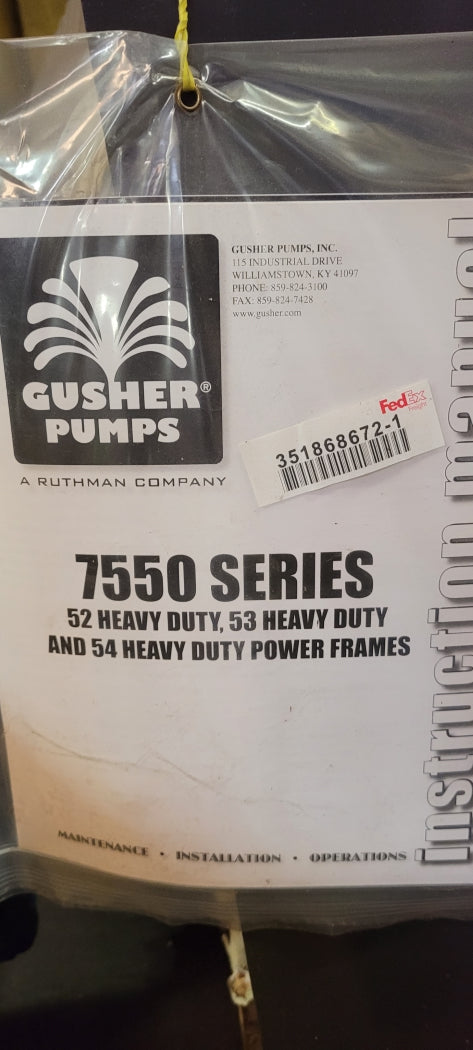 GUSHER PUMPS, INC.
115 INDUSTRIAL DRIVE
WILLIAMSTOWN, KY 41097
PHONE: 859-824-3100
FAX: 859-824-7428
www.gusher.com
GUSHER®
PUMPS
A RUTHMAN COMPANY
FedEx
Freight
351868672-1
7550 SERIES
52 HEAVY DUTY, 53 HEAVY DUTY
AND 54 HEAVY DUTY POWER FRAMES
MAINTENANCE • INSTALLATION • OPERATIONS
instruction manual